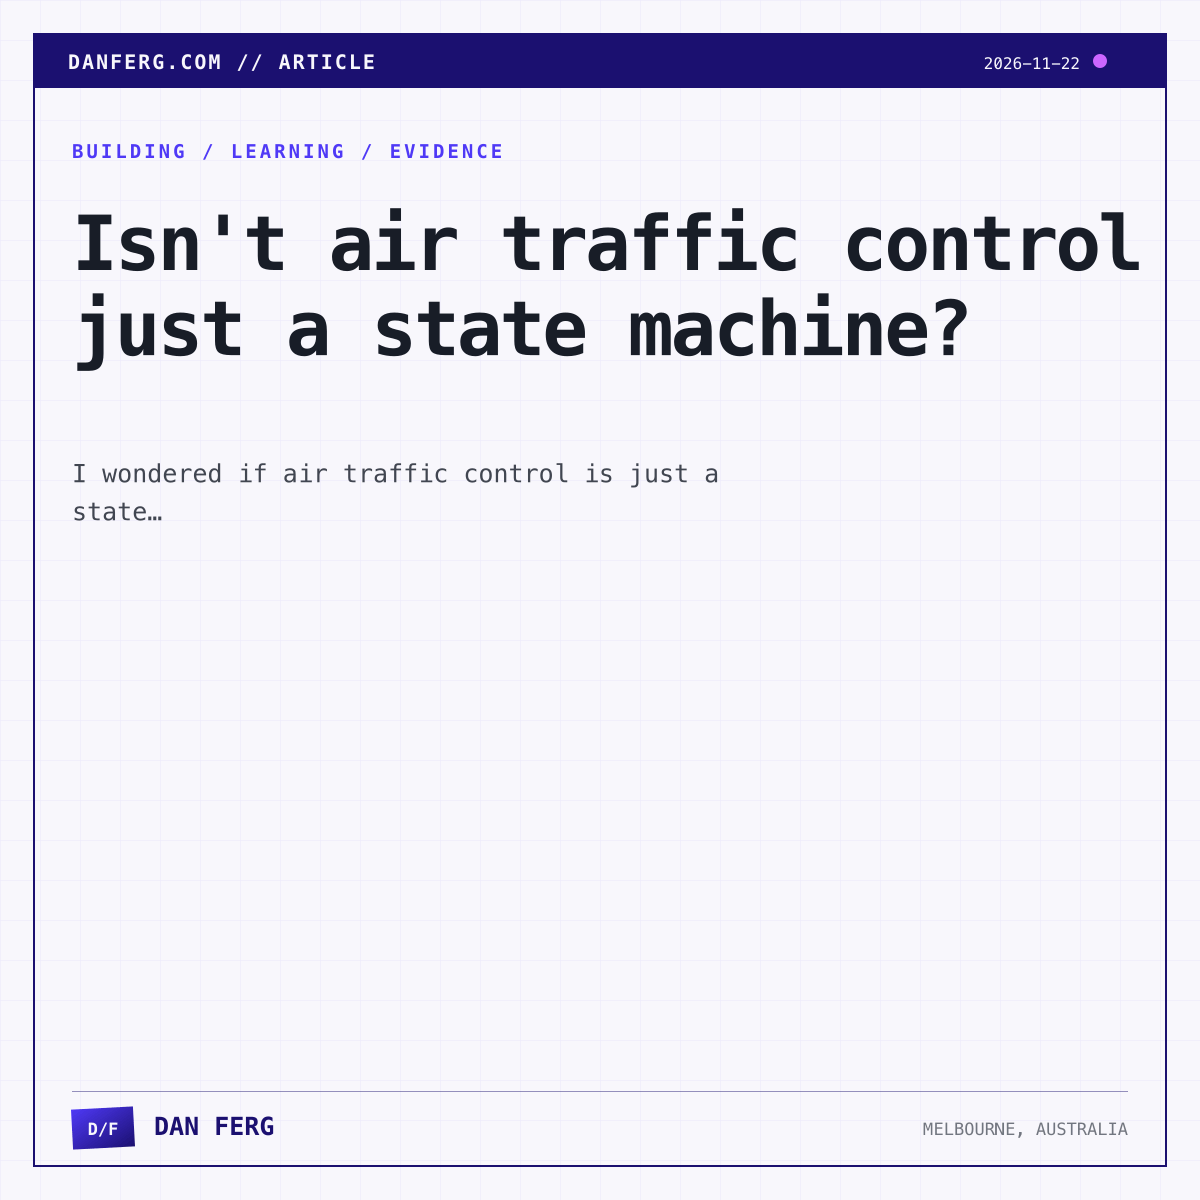 DANFERG.COM // ARTICLE
2026-11-22
BUILDING / LEARNING / EVIDENCE
Isn't air traffic control
just a state machine?
I wondered if air traffic control is just a
state…
D/F
DAN FERG
MELBOURNE, AUSTRALIA